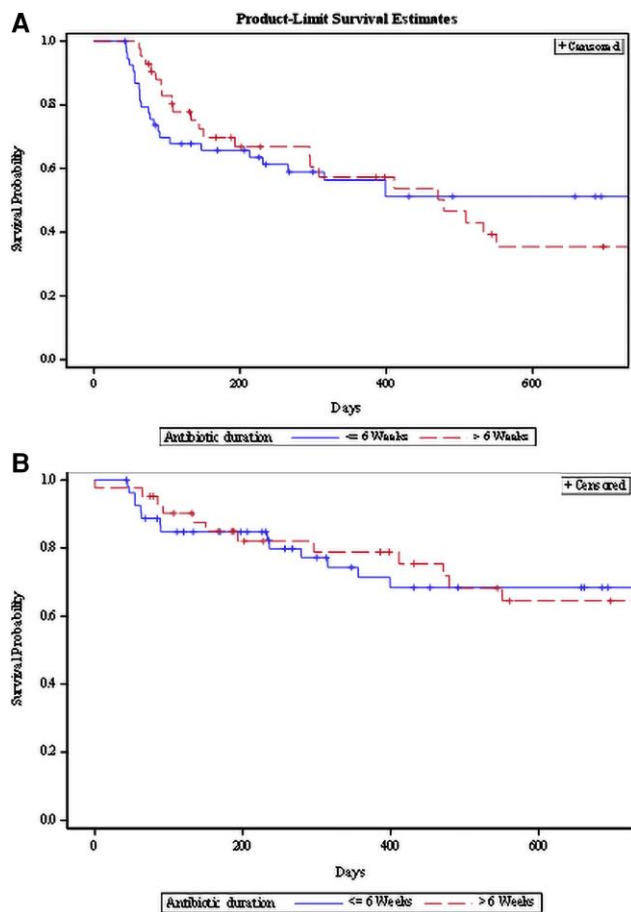 A
Product-Limit Survival Estimates
+ Censored
1.0
0.8
0.6
0.4
0.2
0.0
Survival Probability
0 200 400 600
Days
Antibiotic duration <= 6 Weeks > 6 Weeks
B
+ Censored
1.0
0.8
0.6
0.4
0.2
0.0
Survival Probability
0 200 400 600
Days
Antibiotic duration <= 6 Weeks > 6 Weeks